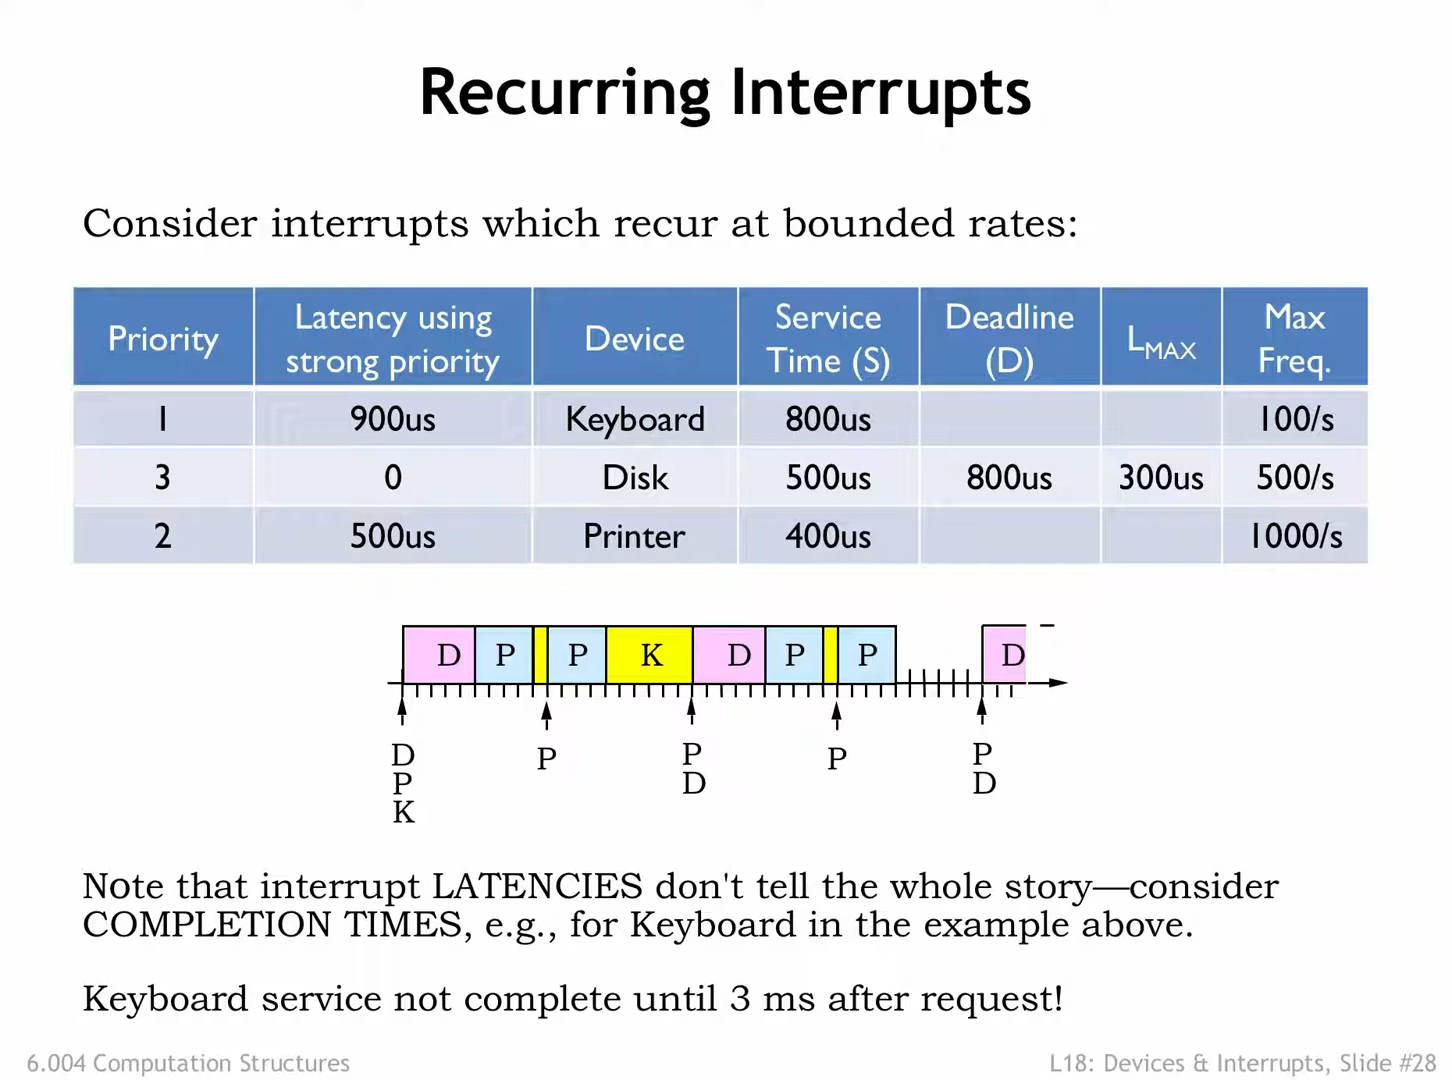 Recurring Interrupts
Consider interrupts which recur at bounded rates:
Priority Latency using strong priority Device Service Time (S) Deadline (D) LMAX Max Freq.
1 900us Keyboard 800us 100/s
3 0 Disk 500us 800us 300us 500/s
2 500us Printer 400us 1000/s
D P P K D P P D
D P P P P
P D D
K
Note that interrupt LATENCIES don't tell the whole story—consider
COMPLETION TIMES, e.g., for Keyboard in the example above.
Keyboard service not complete until 3 ms after request!
6.004 Computation Structures L18: Devices & Interrupts, Slide #28